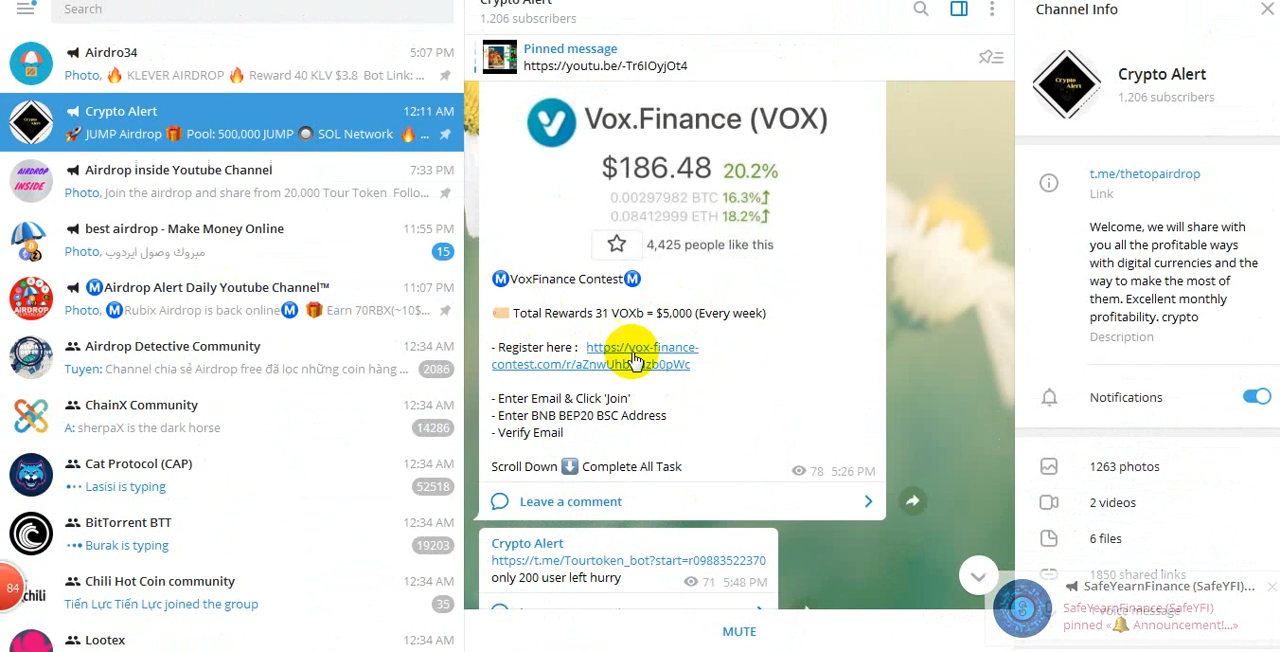 Search
Airdro34 5:07 PM
Photo, 🔥 KLEVER AIRDROP 🔥 Reward 40 KLV $3.8 Bot Link: ...
Crypto Alert 12:11 AM
🚀 JUMP Airdrop 🎁 Pool: 500,000 JUMP 🔘 SOL Network 🔥 ...
Airdrop inside Youtube Channel 7:33 PM
Photo, Join the airdrop and share from 20.000 Tour Token Follo...
best airdrop - Make Money Online 11:55 PM
Photo, مبروك وصول ايردوب 15
ⓂAirdrop Alert Daily Youtube Channel™ 11:07 PM
Photo, ⓂRubix Airdrop is back onlineⓂ 🎁 Earn 70RBX(~10$...
Airdrop Detective Community 12:34 AM
Tuyen: Channel chia sẻ Airdrop free đã lọc những coin hàng ... 2086
ChainX Community 12:34 AM
A: sherpaX is the dark horse 14286
Cat Protocol (CAP) 12:34 AM
Lasisi is typing 52518
BitTorrent BTT 12:34 AM
Burak is typing 19203
Chili Hot Coin community 12:34 AM
Tiến Lực Tiến Lực joined the group 35
Lootex 12:34 AM
84
chili
AIRDROP
INSIDE
Crypto Alert
1,206 subscribers
Pinned message
https://youtu.be/-Tr6IOyjOt4
Vox.Finance (VOX)
$186.48 20.2%
0.00297982 BTC 16.3%
0.08412999 ETH 18.2%
4,425 people like this
ⓂVoxFinance ContestⓂ
Total Rewards 31 VOXb = $5,000 (Every week)
- Register here : https://vox-finance-
contest.com/r/
- Enter Email & Click 'Join'
- Enter BNB BEP20 BSC Address
- Verify Email
Scroll Down ⬇ Complete All Task
78 5:26 PM
Leave a comment
Crypto Alert
https://t.me/Tourtoken_bot?start=r09883522370
only 200 user left hurry 71 5:48 PM
MUTE
Channel Info
Crypto Alert
1,206 subscribers
t.me/thetopairdrop
Link
Welcome, we will share with
you all the profitable ways
with digital currencies and the
way to make the most of
them. Excellent monthly
profitability. crypto
Description
Notifications
1263 photos
2 videos
6 files
1850 shared links
1 voice message
SafeYearnFinance (SafeYFI)...
SafeYearnFinance (SafeYFI)
pinned «🔔 Announcement!...»